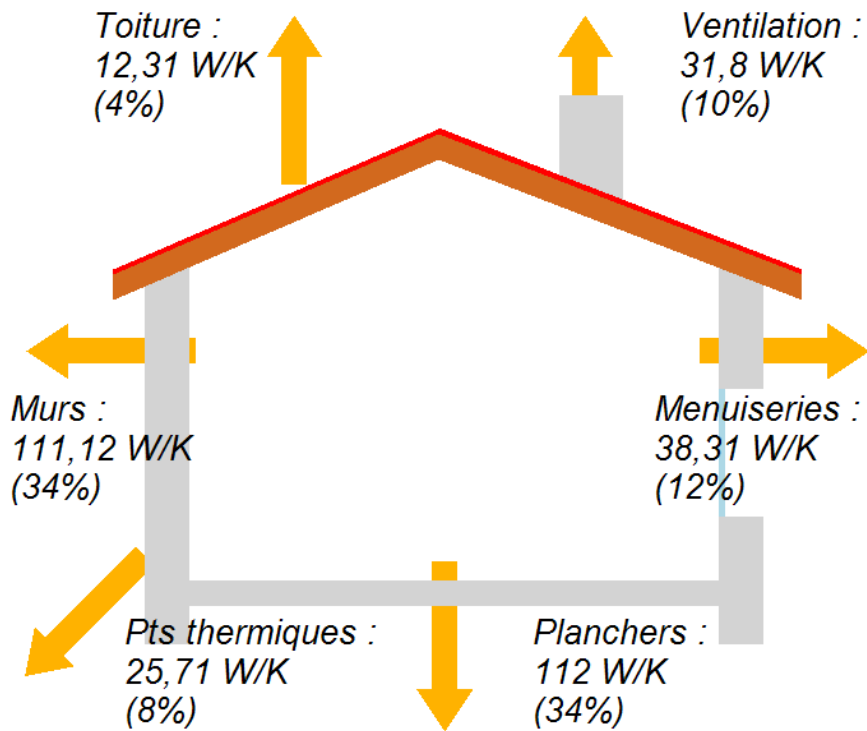 Toiture :
12,31 W/K
(4%)
Ventilation :
31,8 W/K
(10%)
Murs :
111,12 W/K
(34%)
Menuiseries :
38,31 W/K
(12%)
Pts thermiques :
25,71 W/K
(8%)
Planchers :
112 W/K
(34%)